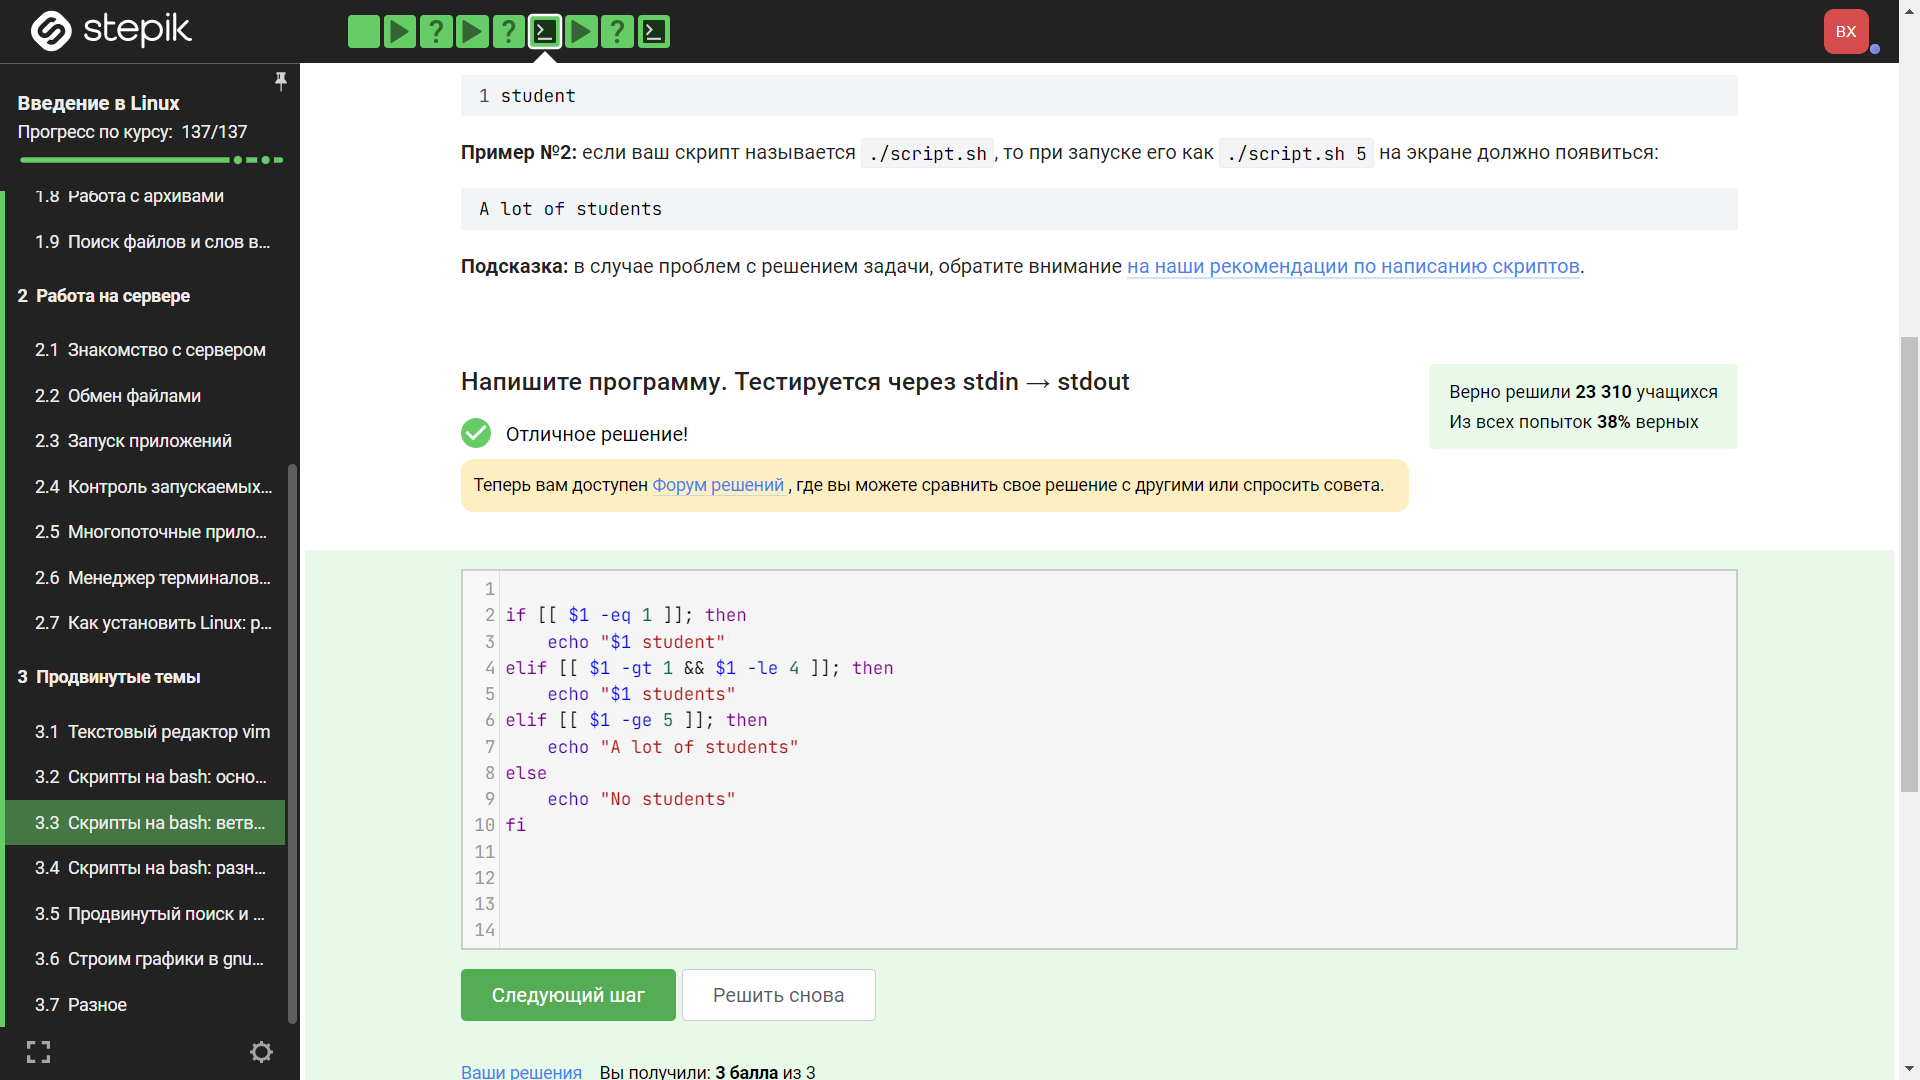 stepik
? ? ?
ВХ
Введение в Linux
Прогресс по курсу: 137/137
1.8 Работа с архивами
1.9 Поиск файлов и слов в...
2 Работа на сервере
2.1 Знакомство с сервером
2.2 Обмен файлами
2.3 Запуск приложений
2.4 Контроль запускаемых...
2.5 Многопоточные прило...
2.6 Менеджер терминалов...
2.7 Как установить Linux: р...
3 Продвинутые темы
3.1 Текстовый редактор vim
3.2 Скрипты на bash: осно...
3.3 Скрипты на bash: ветв...
3.4 Скрипты на bash: разн...
3.5 Продвинутый поиск и ...
3.6 Строим графики в gnu...
3.7 Разное
1 student
Пример №2: если ваш скрипт называется ./script.sh , то при запуске его как ./script.sh 5 на экране должно появиться:
A lot of students
Подсказка: в случае проблем с решением задачи, обратите внимание на наши рекомендации по написанию скриптов.
Напишите программу. Тестируется через stdin → stdout
Верно решили 23 310 учащихся
Из всех попыток 38% верных
Отличное решение!
Теперь вам доступен Форум решений , где вы можете сравнить свое решение с другими или спросить совета.
1
2 if [[ $1 -eq 1 ]]; then
3     echo "$1 student"
4 elif [[ $1 -gt 1 && $1 -le 4 ]]; then
5     echo "$1 students"
6 elif [[ $1 -ge 5 ]]; then
7     echo "A lot of students"
8 else
9     echo "No students"
10 fi
11
12
13
14
Следующий шаг
Решить снова
Ваши решения Вы получили: 3 балла из 3